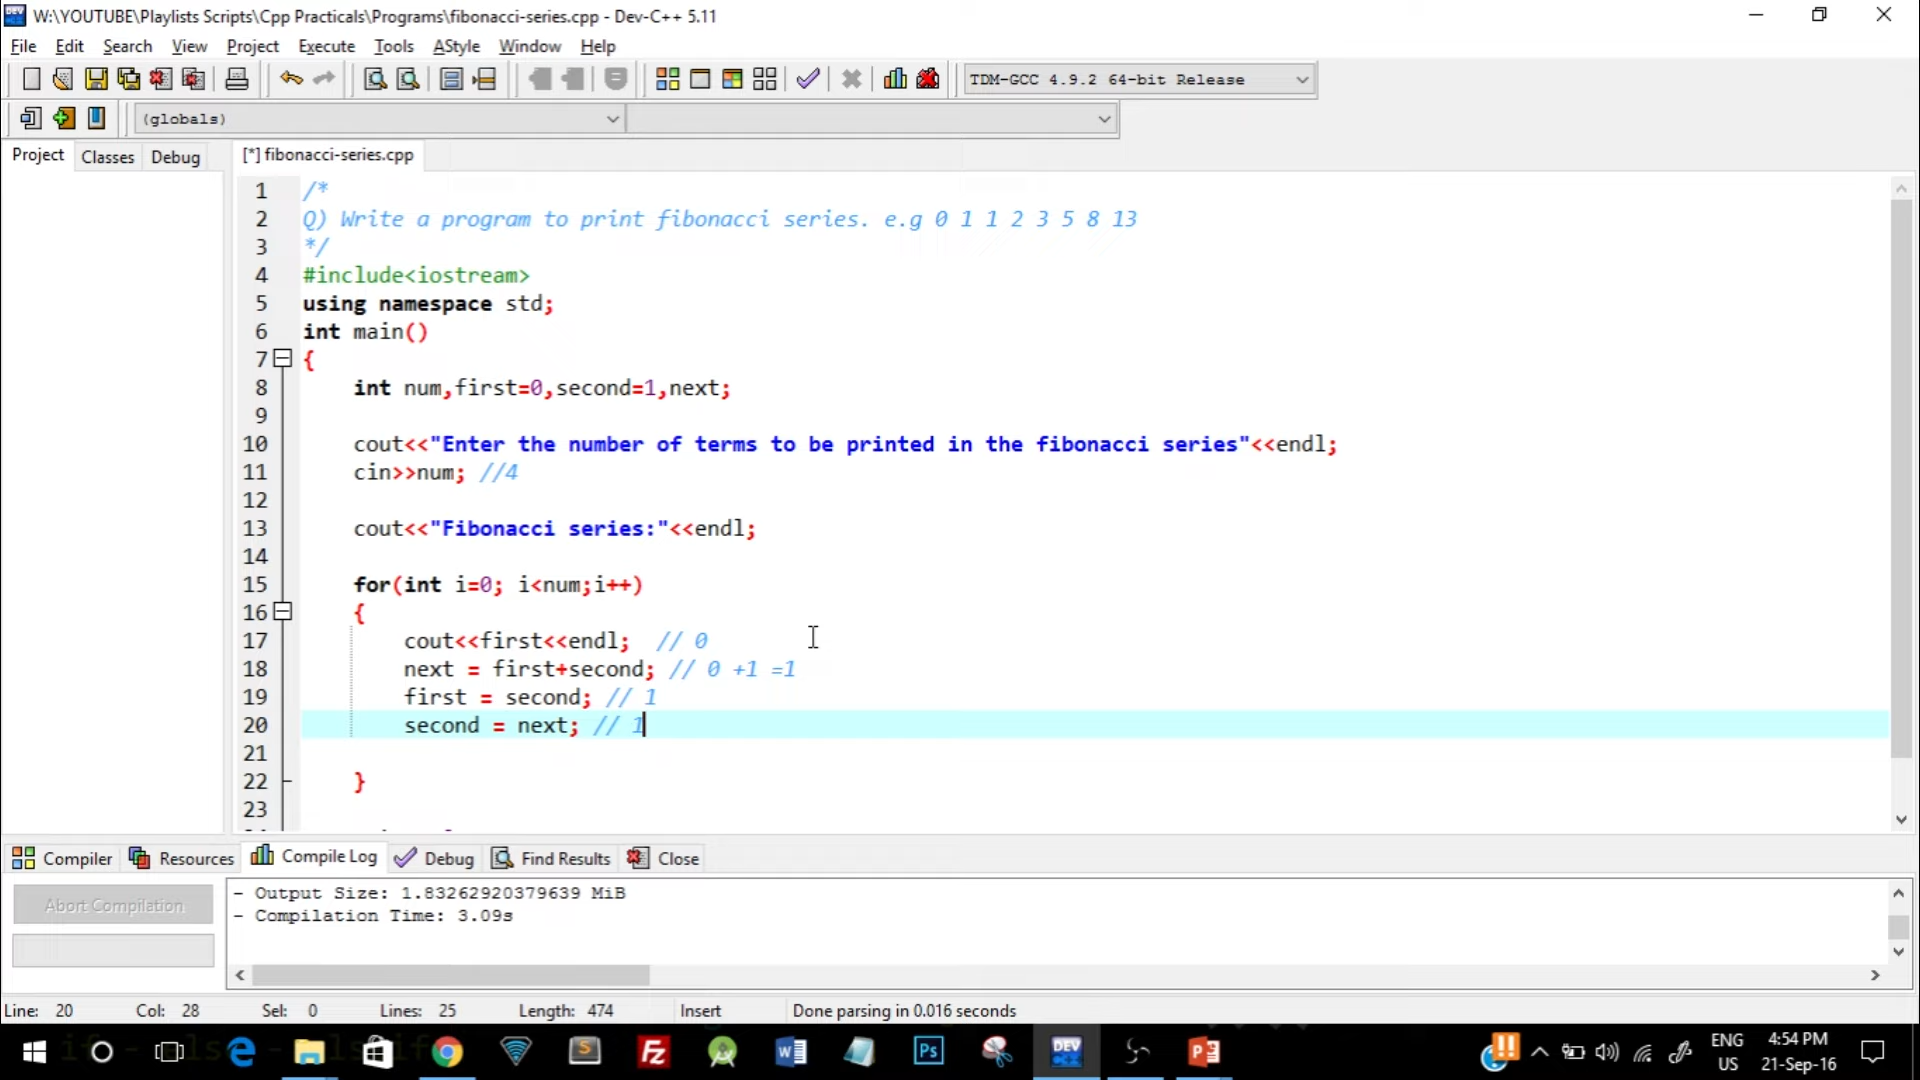 W:\YOUTUBE\Playlists Scripts\Cpp Practicals\Programs\fibonacci-series.cpp - Dev-C++ 5.11
File Edit Search View Project Execute Tools AStyle Window Help
TDM-GCC 4.9.2 64-bit Release
(globals)
Project Classes Debug [*] fibonacci-series.cpp
1 /*
2 Q) Write a program to print fibonacci series. e.g 0 1 1 2 3 5 8 13
3 */
4 #include<iostream>
5 using namespace std;
6 int main()
7 {
8 int num,first=0,second=1,next;
9
10 cout<<"Enter the number of terms to be printed in the fibonacci series"<<endl;
11 cin>>num; //4
12
13 cout<<"Fibonacci series:"<<endl;
14
15 for(int i=0; i<num;i++)
16 {
17 cout<<first<<endl; // 0
18 next = first+second; // 0 +1 =1
19 first = second; // 1
20 second = next; // 1
21
22 }
23
Compiler Resources Compile Log Debug Find Results Close
Abort Compilation
- Output Size: 1.83262920379639 MiB
- Compilation Time: 3.09s
Line: 20 Col: 28 Sel: 0 Lines: 25 Length: 474 Insert Done parsing in 0.016 seconds
ENG 4:54 PM
US 21-Sep-16